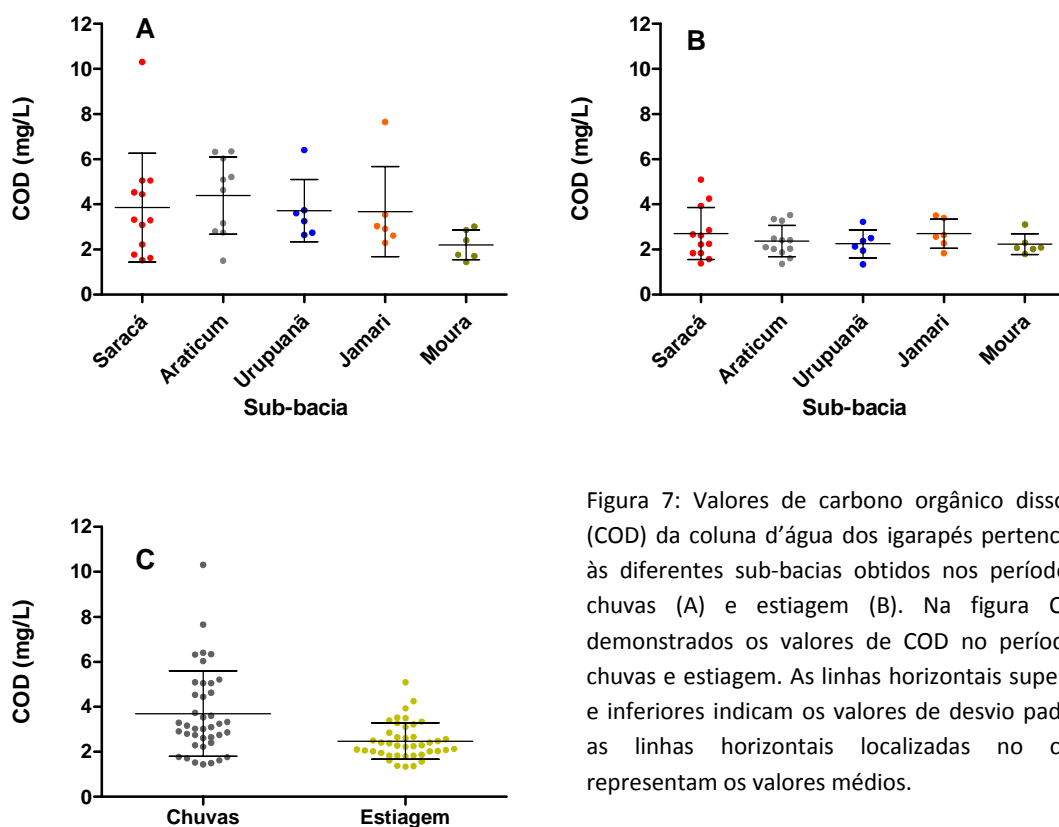 A
COD (mg/L)
12
10
8
6
4
2
0
Saracá
Araticum
Urupuanã
Jamari
Moura
Sub-bacia
B
COD (mg/L)
12
10
8
6
4
2
0
Saracá
Araticum
Urupuanã
Jamari
Moura
Sub-bacia
C
COD (mg/L)
12
10
8
6
4
2
0
Chuvas
Estiagem
Figura 7: Valores de carbono orgânico disso
(COD) da coluna d’água dos igarapés pertenc
às diferentes sub-bacias obtidos nos período
chuvas (A) e estiagem (B). Na figura C
demonstrados os valores de COD no períod
chuvas e estiagem. As linhas horizontais super
e inferiores indicam os valores de desvio pad
as linhas horizontais localizadas no c
representam os valores médios.